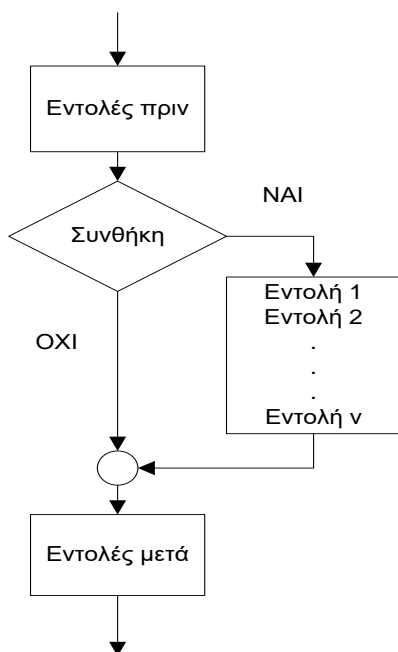 Εντολές πριν
ΝΑΙ
Συνθήκη
Εντολή 1
Εντολή 2
.
ΟΧΙ
.
.
Εντολή ν
Εντολές μετά